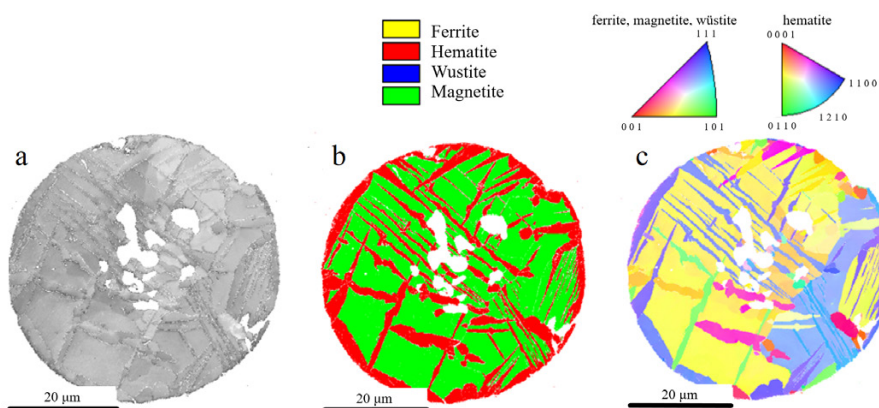 Ferrite
Hematite
Wustite
Magnetite
ferrite, magnetite, wüstite
hematite
1 1 1
0 0 0 1
1 1 0 0
0 0 1
1 0 1
0 1 1 0
1 2 1 0
a
b
c
20 μm
20 μm
20 μm